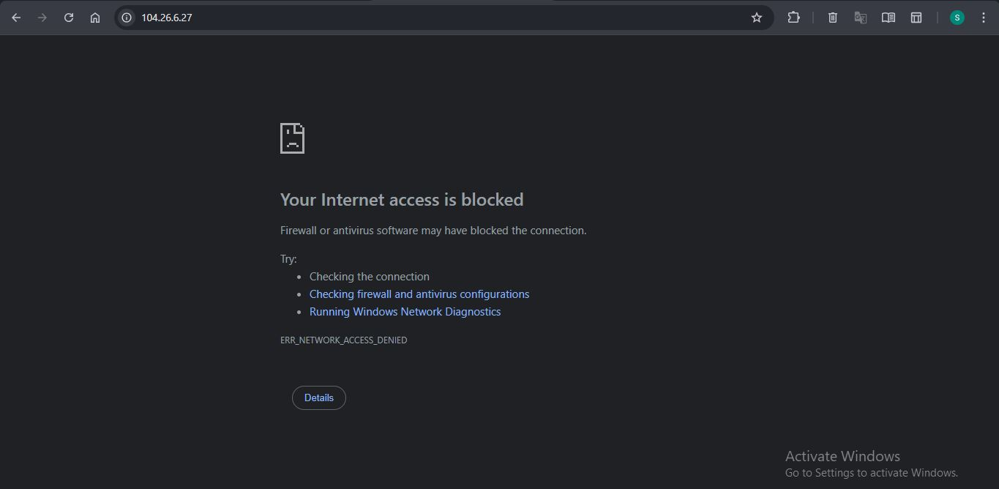 104.26.6.27
S
Your Internet access is blocked
Firewall or antivirus software may have blocked the connection.
Try:
Checking the connection
Checking firewall and antivirus configurations
Running Windows Network Diagnostics
ERR_NETWORK_ACCESS_DENIED
Details
Activate Windows
Go to Settings to activate Windows.